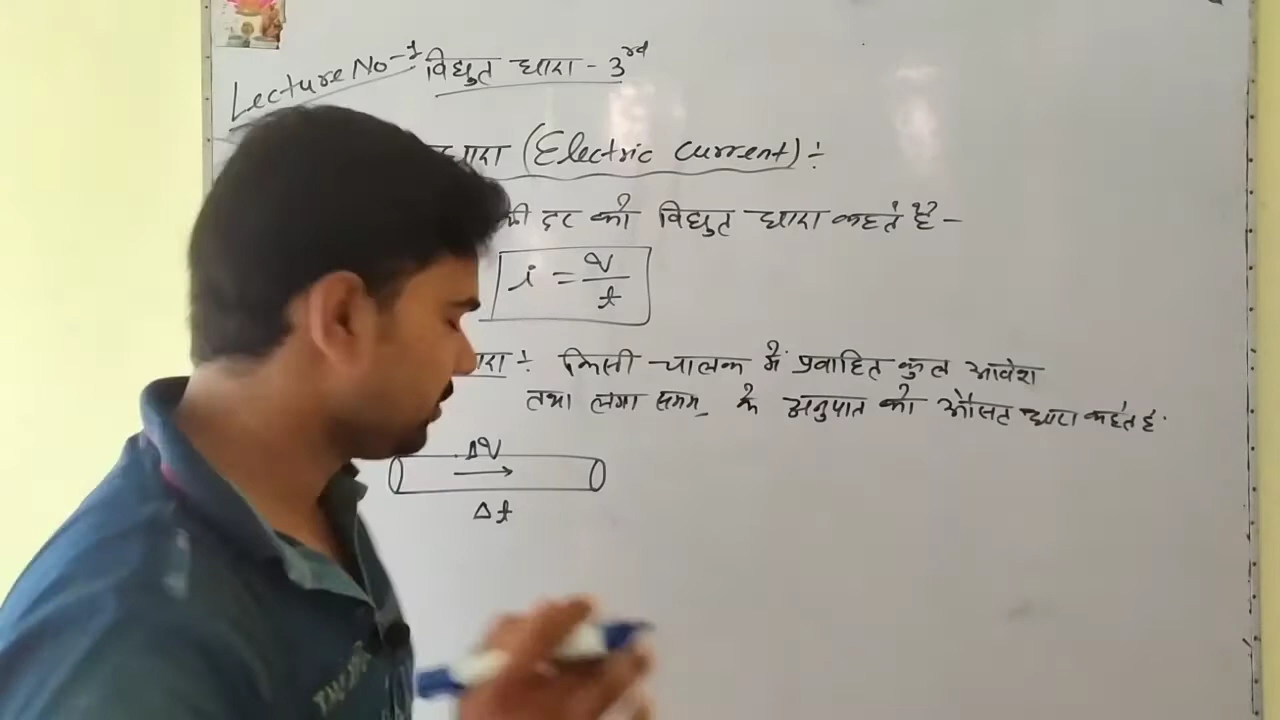 Lecture No-1 विद्युत धारा - 3rd
धारा (Electric current) ÷
की दर को विद्युत धारा कहते है -
i = q/t
धारा ÷ किसी चालक में प्रवाहित कुल आवेश
तथा लगा समय के अनुपात को औसत धारा कहते है.
Δq
Δt